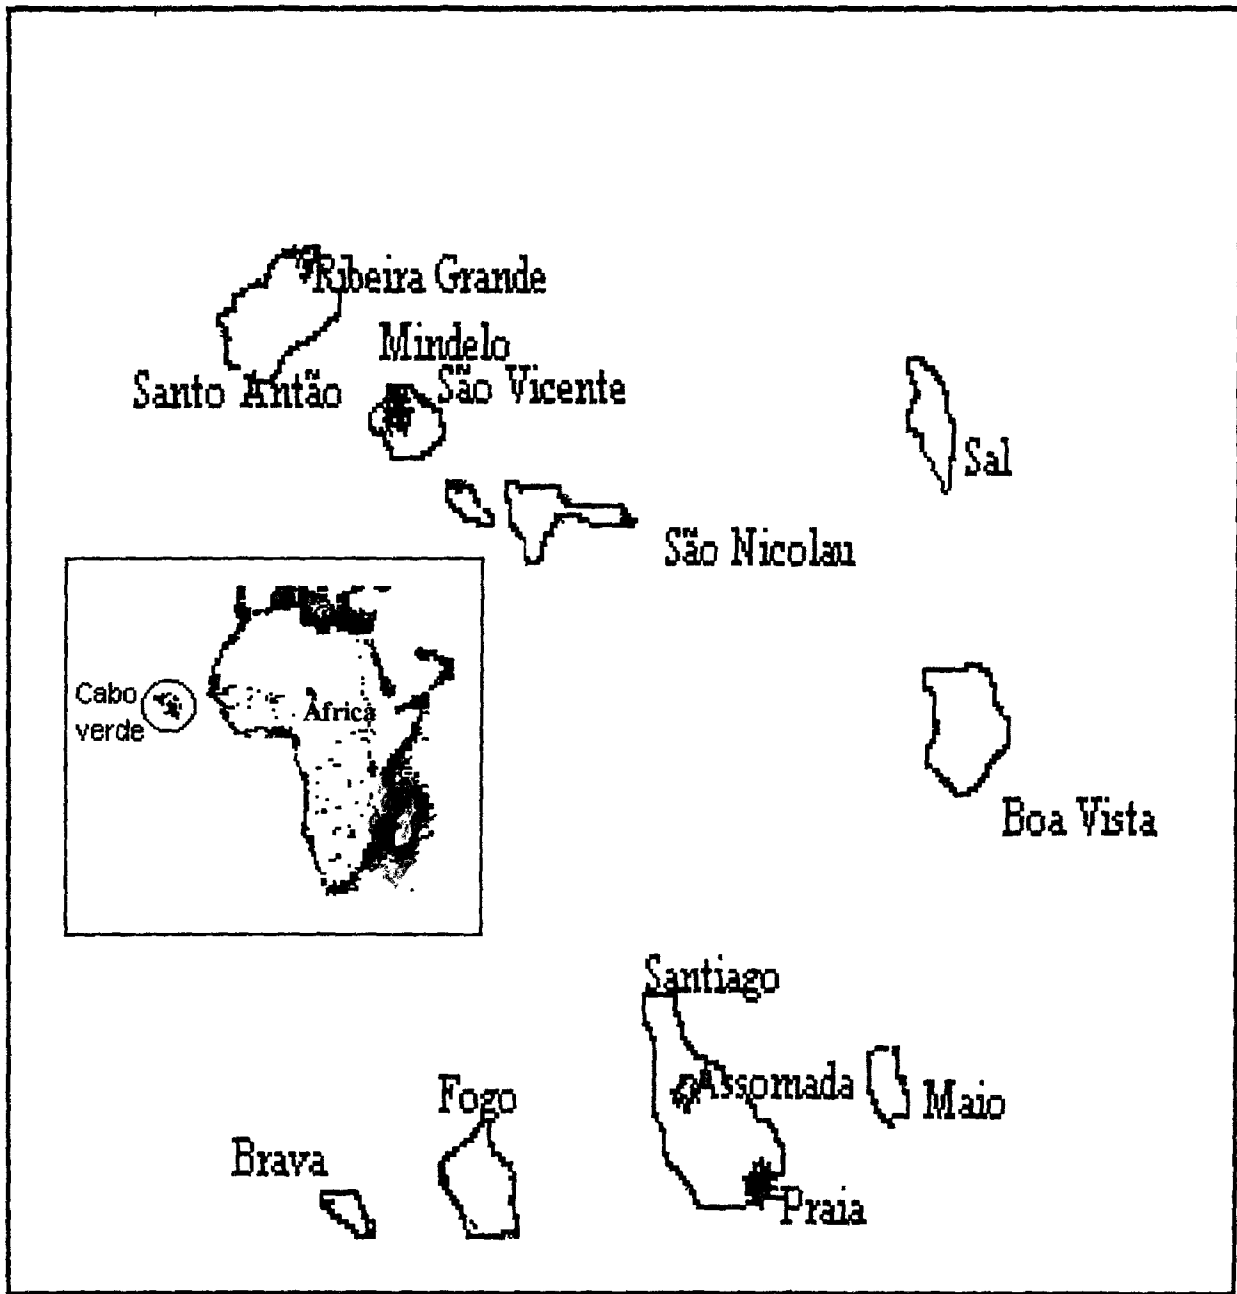 Ribeira Grande
Mindelo
Santo Antão
São Vicente
Sal
São Nicolau
Cabo
verde
África
Boa Vista
Santiago
Assomada
Maio
Fogo
Brava
Praia